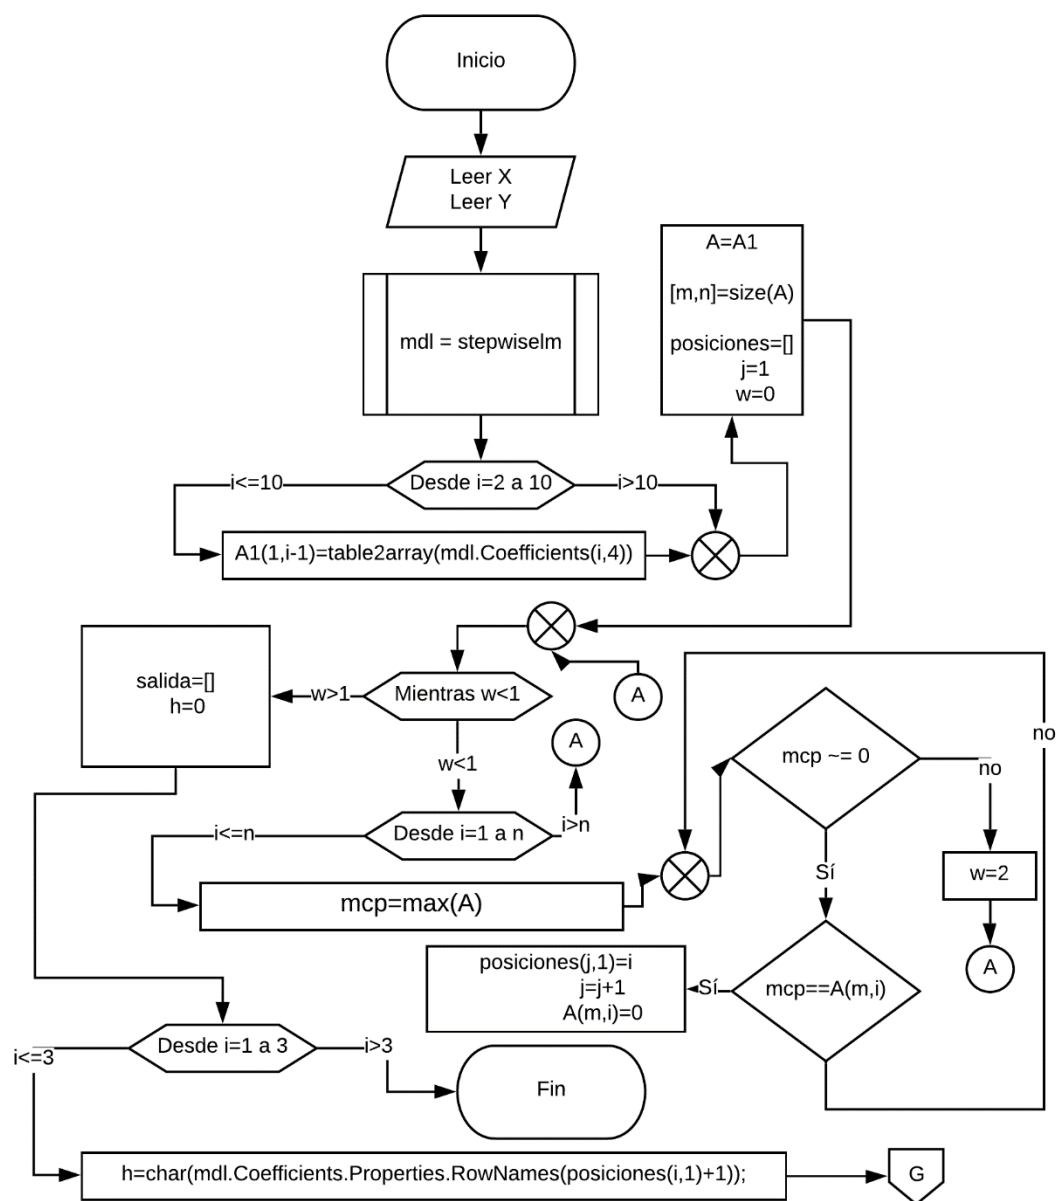 Inicio
Leer X
Leer Y
mdl = stepwiselm
A=A1
[m,n]=size(A)
posiciones=[]
j=1
w=0
i<=10
Desde i=2 a 10
i>10
A1(1,i-1)=table2array(mdl.Coefficients(i,4))
salida=[]
h=0
w>1
Mientras w<1
A
w<1
A
i<=n
Desde i=1 a n
i>n
mcp=max(A)
mcp ~= 0
no
no
Sí
w=2
A
mcp==A(m,i)
Sí
posiciones(j,1)=i
j=j+1
A(m,i)=0
i<=3
Desde i=1 a 3
i>3
Fin
h=char(mdl.Coefficients.Properties.RowNames(posiciones(i,1)+1));
G